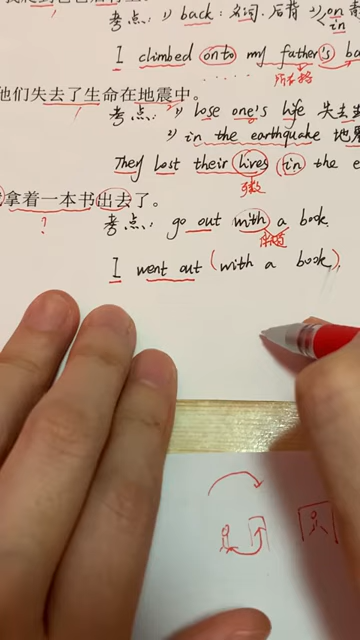 考点: 1) back: 名词. 后背 2) on
in
I climbed onto my father's
所有格
他们失去了生命在地震中。
考点: 1) lose one's life 失去
2) in the earthquake 地
They lost their lives in the
复数
拿着一本书出去了。
?
考点: go out with a book.
I went out (with a book).